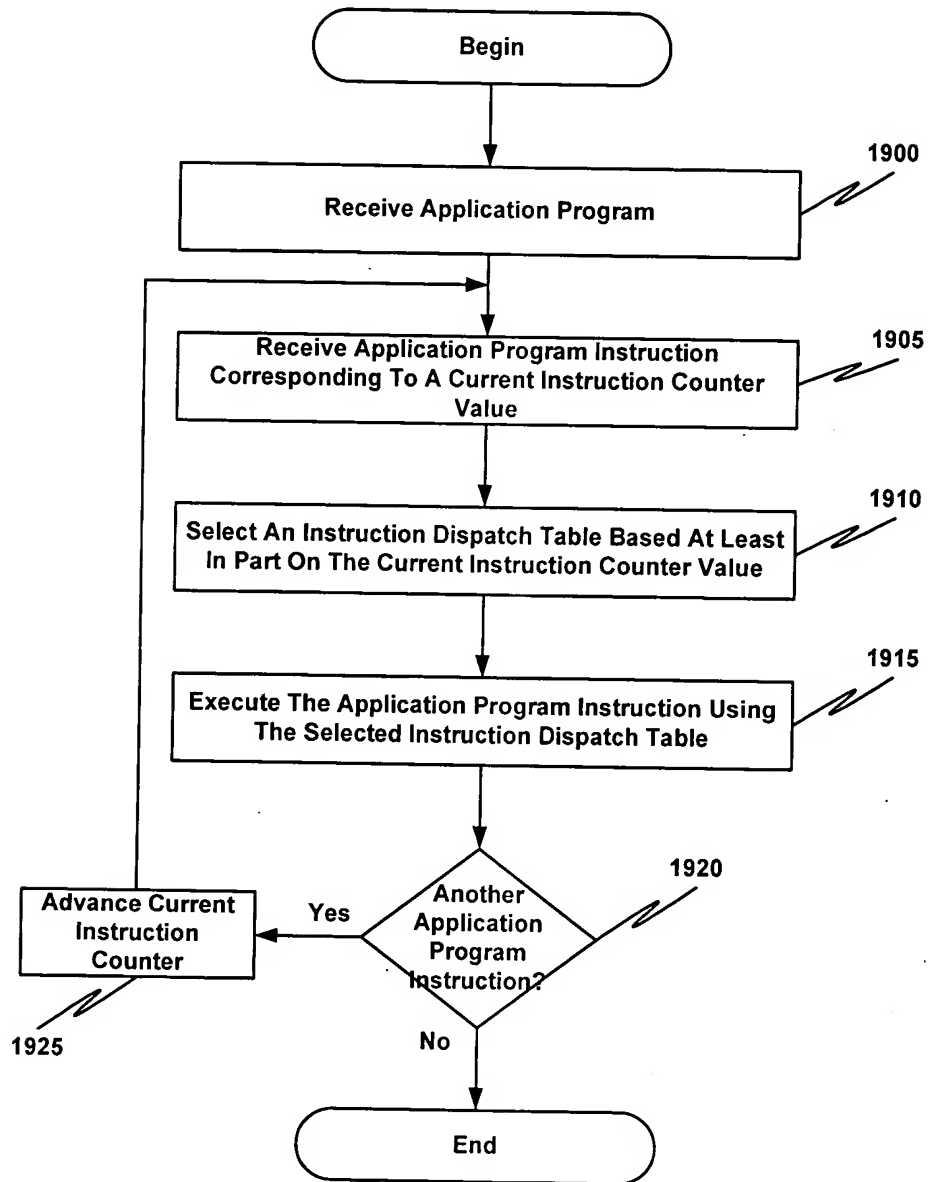 Begin
1900
Receive Application Program
1905
Receive Application Program Instruction
Corresponding To A Current Instruction Counter
Value
1910
Select An Instruction Dispatch Table Based At Least
In Part On The Current Instruction Counter Value
1915
Execute The Application Program Instruction Using
The Selected Instruction Dispatch Table
1920
Another
Application
Program
Instruction?
Yes
Advance Current
Instruction
Counter
1925
No
End